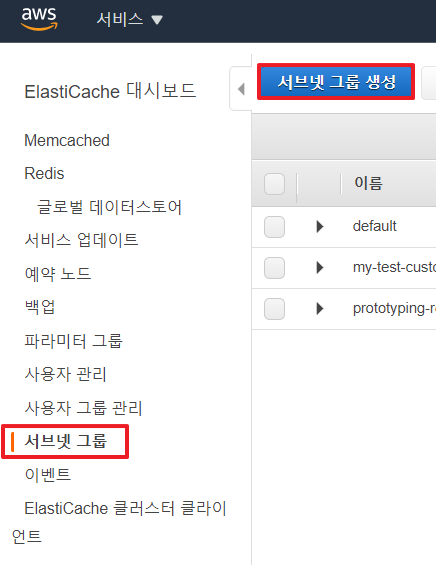 aws
서비스
ElastiCache 대시보드
Memcached
Redis
글로벌 데이터스토어
서비스 업데이트
예약 노드
백업
파라미터 그룹
사용자 관리
사용자 그룹 관리
서브넷 그룹
이벤트
ElastiCache 클러스터 클라이
언트
서브넷 그룹 생성
이름
default
my-test-custo
prototyping-re